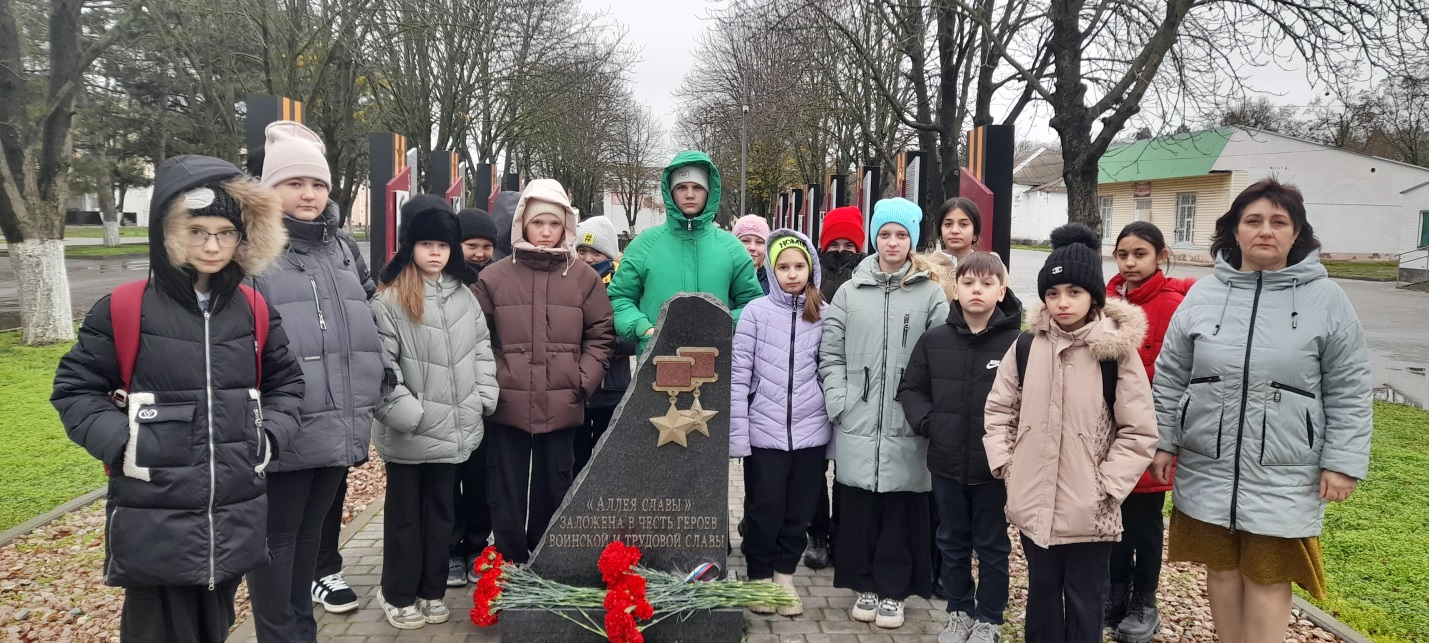 «Аллея славы»
заложена в честь героев
воинской и трудовой славы